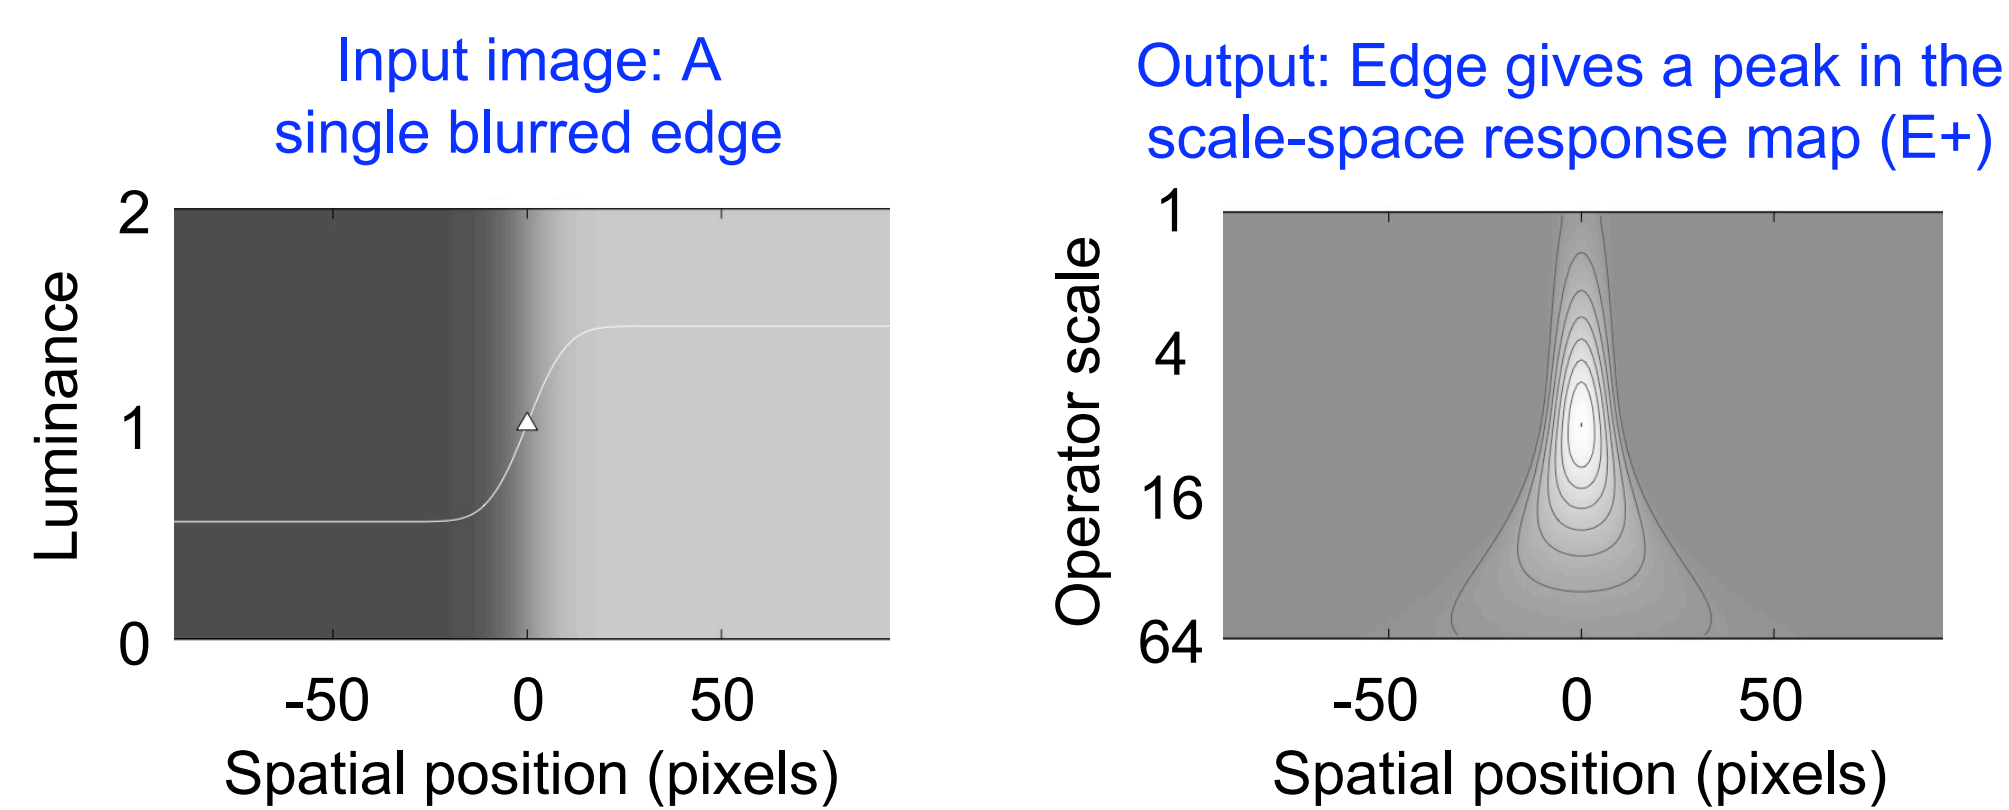 Input image: A
single blurred edge
2
1
0
Luminance
-50 0 50
Spatial position (pixels)
Output: Edge gives a peak in the
scale-space response map (E+)
1
4
16
64
Operator scale
-50 0 50
Spatial position (pixels)